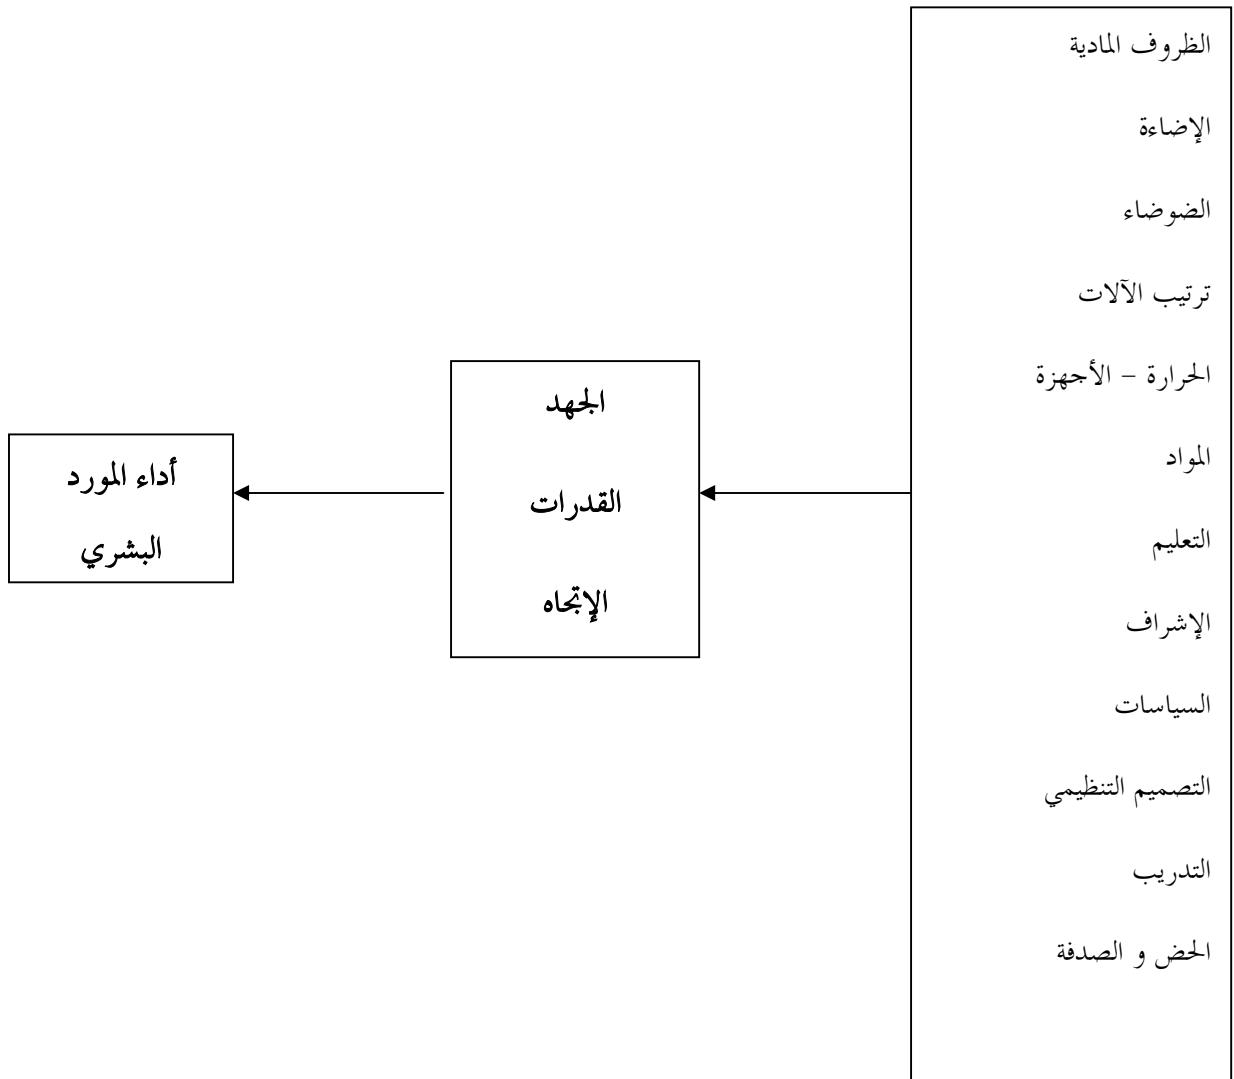 الظروف المادية
الإضاءة
الضوضاء
ترتيب الآلات
الحرارة – الأجهزة
المواد
التعليم
الإشراف
السياسات
التصميم التنظيمي
التدريب
الحض و الصدفة
الجهد
القدرات
الإتجاه
أداء المورد
البشري